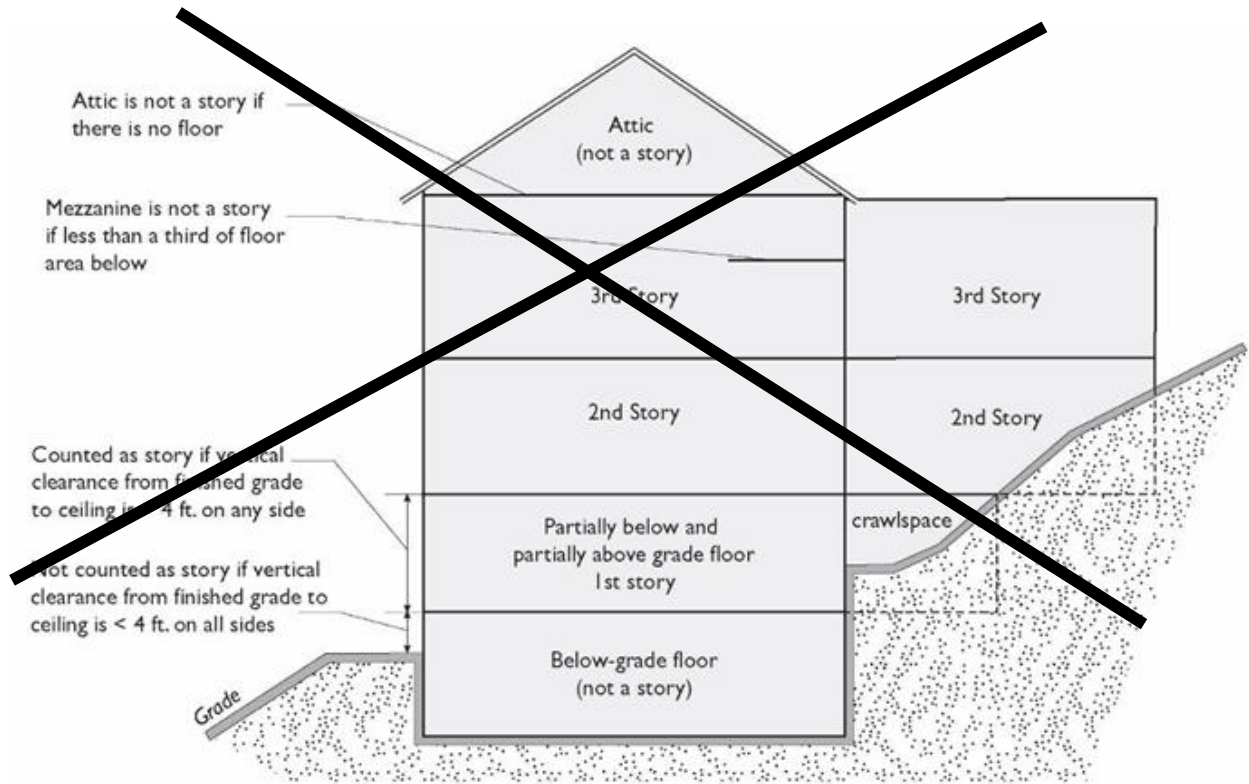 Attic is not a story if
there is no floor
Attic
(not a story)
Mezzanine is not a story
if less than a third of floor
area below
3rd Story
3rd Story
2nd Story
2nd Story
Counted as story if vertical
clearance from finished grade
to ceiling is 4 ft. on any side
Partially below and
partially above grade floor
1st story
crawlspace
Not counted as story if vertical
clearance from finished grade to
ceiling is < 4 ft. on all sides
Below-grade floor
(not a story)
Grade